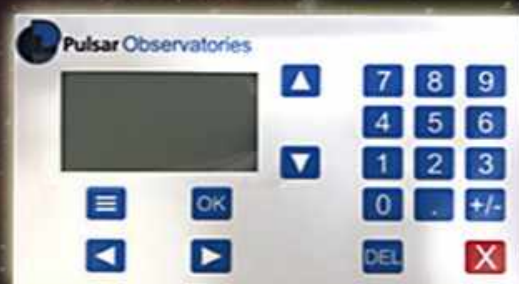 Pulsar Observatories
7 8 9
4 5 6
1 2 3
OK 0 . +/-
DEL X